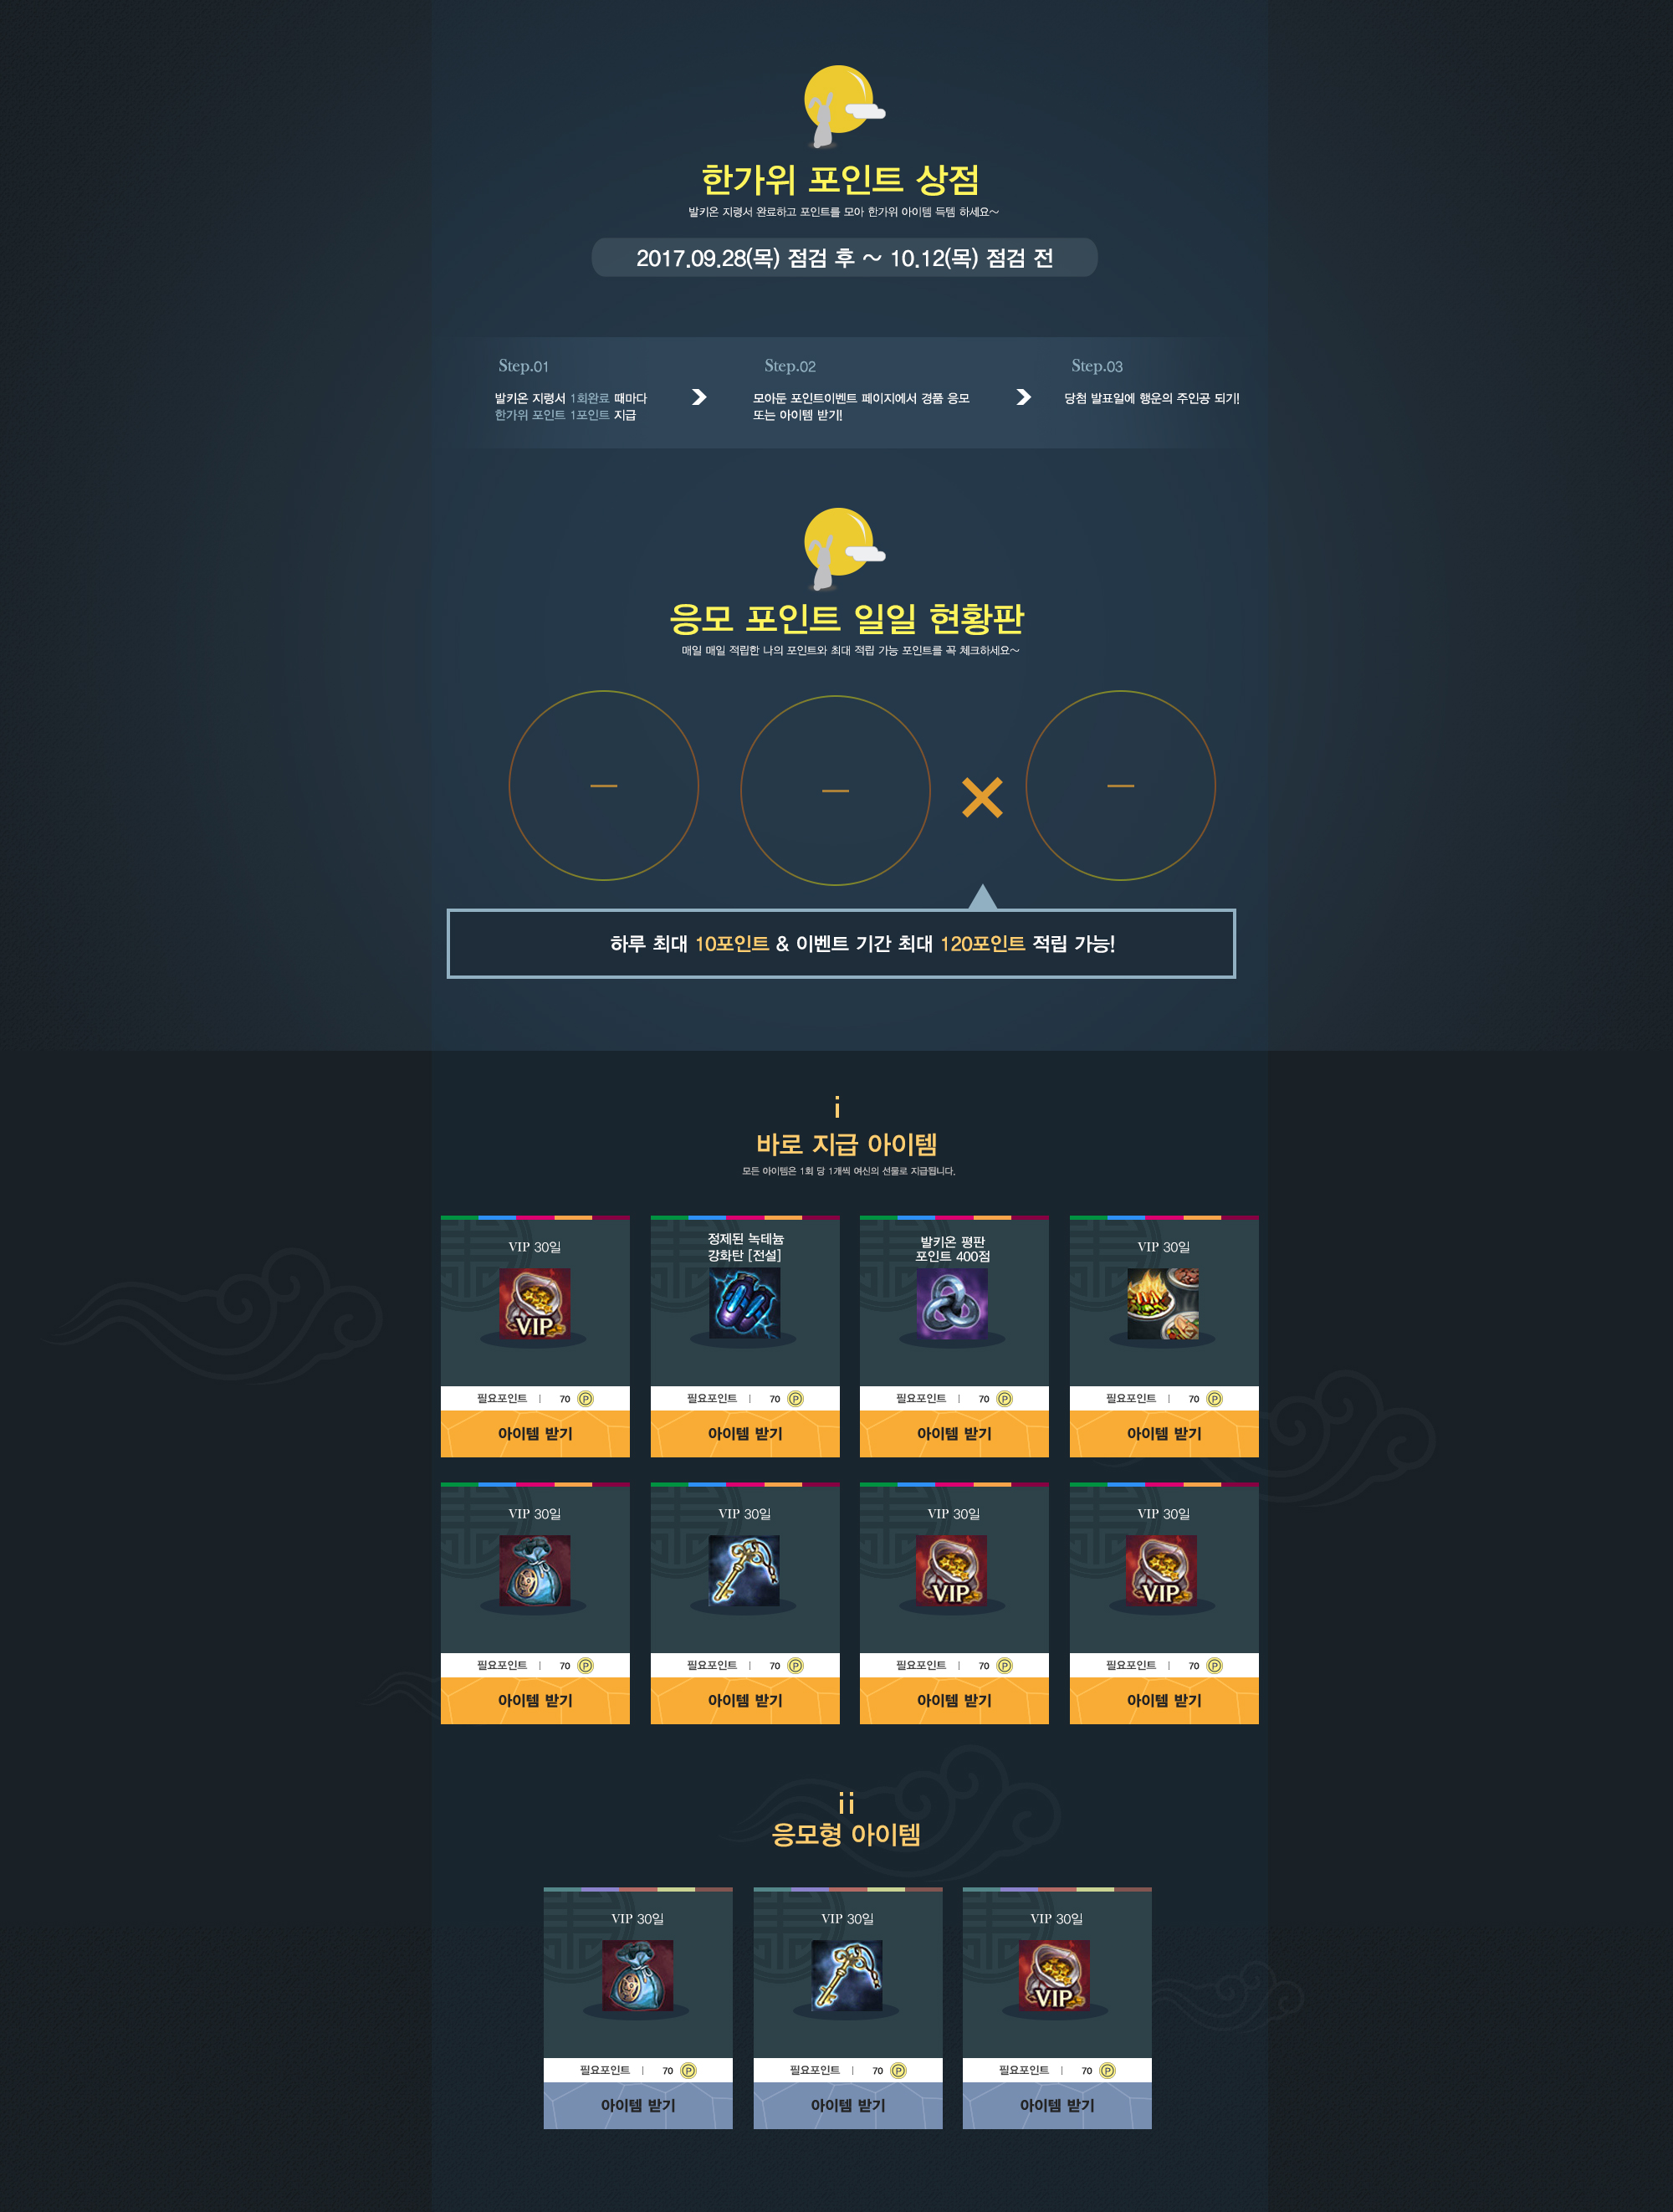 한가위 포인트 상점
발키온 지령서 완료하고 포인트를 모아 한가위 아이템 득템 하세요~
2017.09.28(목) 점검 후 ~ 10.12(목) 점검 전
Step.01
발키온 지령서 1회완료 때마다
한가위 포인트 1포인트 지급
Step.02
모아둔 포인트이벤트 페이지에서 경품 응모
또는 아이템 받기!
Step.03
당첨 발표일에 행운의 주인공 되기!
응모 포인트 일일 현황판
매일 매일 적립한 나의 포인트와 최대 적립 가능 포인트를 꼭 체크하세요~
하루 최대 10포인트 & 이벤트 기간 최대 120포인트 적립 가능!
i
바로 지급 아이템
모든 아이템은 1회 당 1개씩 여신의 선물로 지급됩니다.
VIP 30일
VIP
필요포인트 | 70 P
아이템 받기
정제된 녹테늄
강화탄 [전설]
필요포인트 | 70 P
아이템 받기
발키온 평판
포인트 400점
필요포인트 | 70 P
아이템 받기
VIP 30일
필요포인트 | 70 P
아이템 받기
VIP 30일
필요포인트 | 70 P
아이템 받기
VIP 30일
필요포인트 | 70 P
아이템 받기
VIP 30일
VIP
필요포인트 | 70 P
아이템 받기
VIP 30일
VIP
필요포인트 | 70 P
아이템 받기
ii
응모형 아이템
VIP 30일
필요포인트 | 70 P
아이템 받기
VIP 30일
필요포인트 | 70 P
아이템 받기
VIP 30일
VIP
필요포인트 | 70 P
아이템 받기